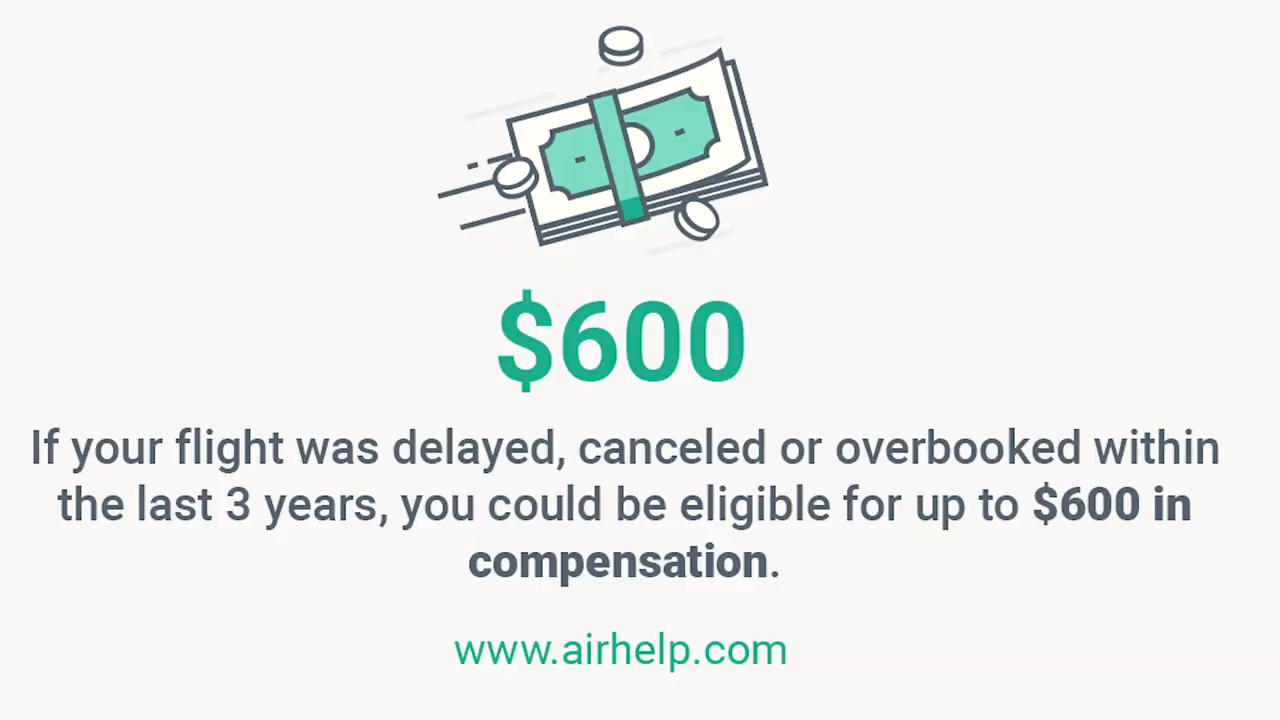 $600
If your flight was delayed, canceled or overbooked within
the last 3 years, you could be eligible for up to $600 in
compensation.
www.airhelp.com